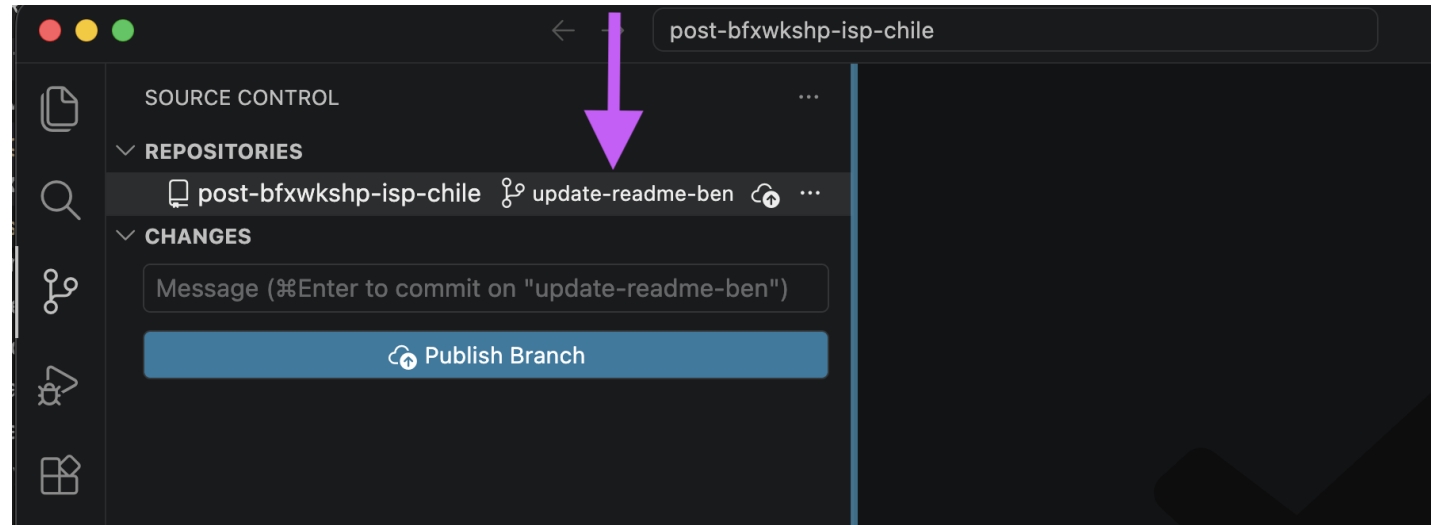 post-bfxwkshp-isp-chile
SOURCE CONTROL
REPOSITORIES
post-bfxwkshp-isp-chile update-readme-ben
CHANGES
Message (⌘Enter to commit on "update-readme-ben")
Publish Branch